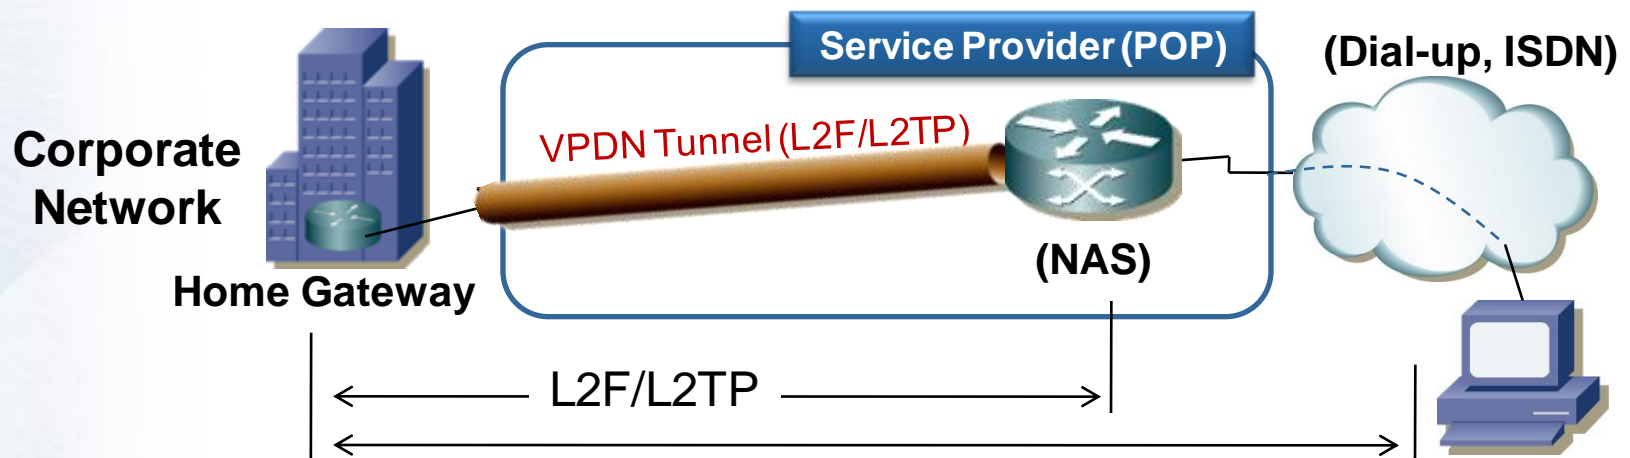 Service Provider (POP)
(Dial-up, ISDN)
VPDN Tunnel (L2F/L2TP)
Corporate
Network
(NAS)
Home Gateway
L2F/L2TP